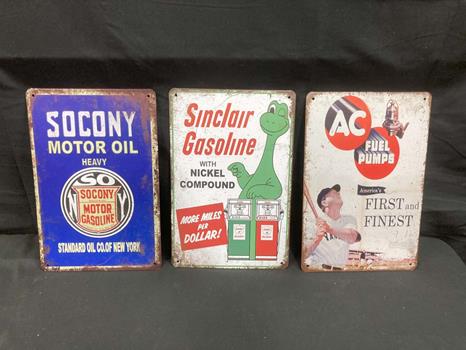 SOCONY
MOTOR OIL
HEAVY
SO
N Y
SOCONY
MOTOR
GASOLINE
STANDARD OIL CO. OF NEW YORK
Sinclair
Gasoline
WITH
NICKEL
COMPOUND
MORE MILES
PER
DOLLAR!
AC
FUEL
PUMPS
America's
FIRST and
FINEST